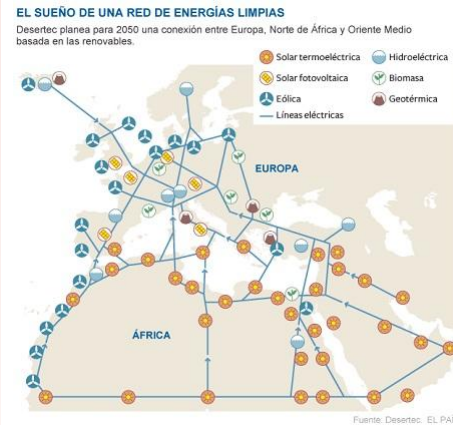 EL SUEÑO DE UNA RED DE ENERGÍAS LIMPIAS
Desertec planea para 2050 una conexión entre Europa, Norte de África y Oriente Medio
basada en las renovables.
Solar termoeléctrica
Hidroeléctrica
Solar fotovoltaica
Biomasa
Eólica
Geotérmica
Líneas eléctricas
EUROPA
ÁFRICA
Fuente: Desertec. EL PAÍ